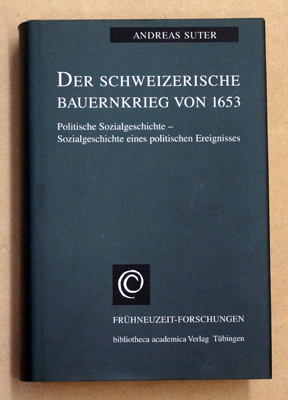 ANDREAS SUTER
DER SCHWEIZERISCHE
BAUERNKRIEG VON 1653
Politische Sozialgeschichte –
Sozialgeschichte eines politischen Ereignisses
FRÜHNEUZEIT-FORSCHUNGEN
bibliotheca academica Verlag Tübingen